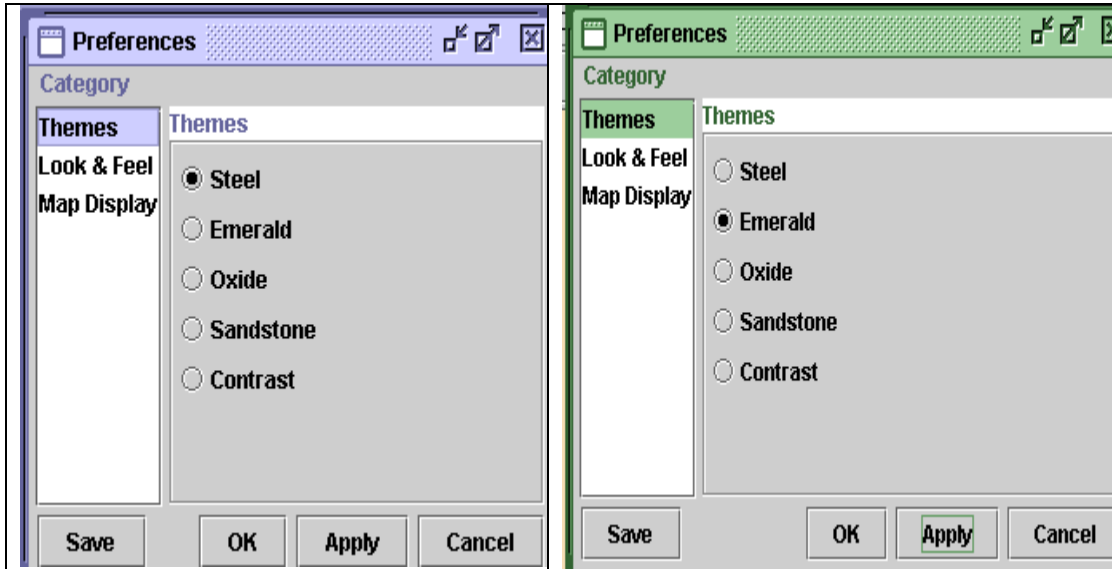 Preferences
Category
Themes
Look & Feel
Map Display
Themes
Steel
Emerald
Oxide
Sandstone
Contrast
Save
OK
Apply
Cancel
Preferences
Category
Themes
Look & Feel
Map Display
Themes
Steel
Emerald
Oxide
Sandstone
Contrast
Save
OK
Apply
Cancel